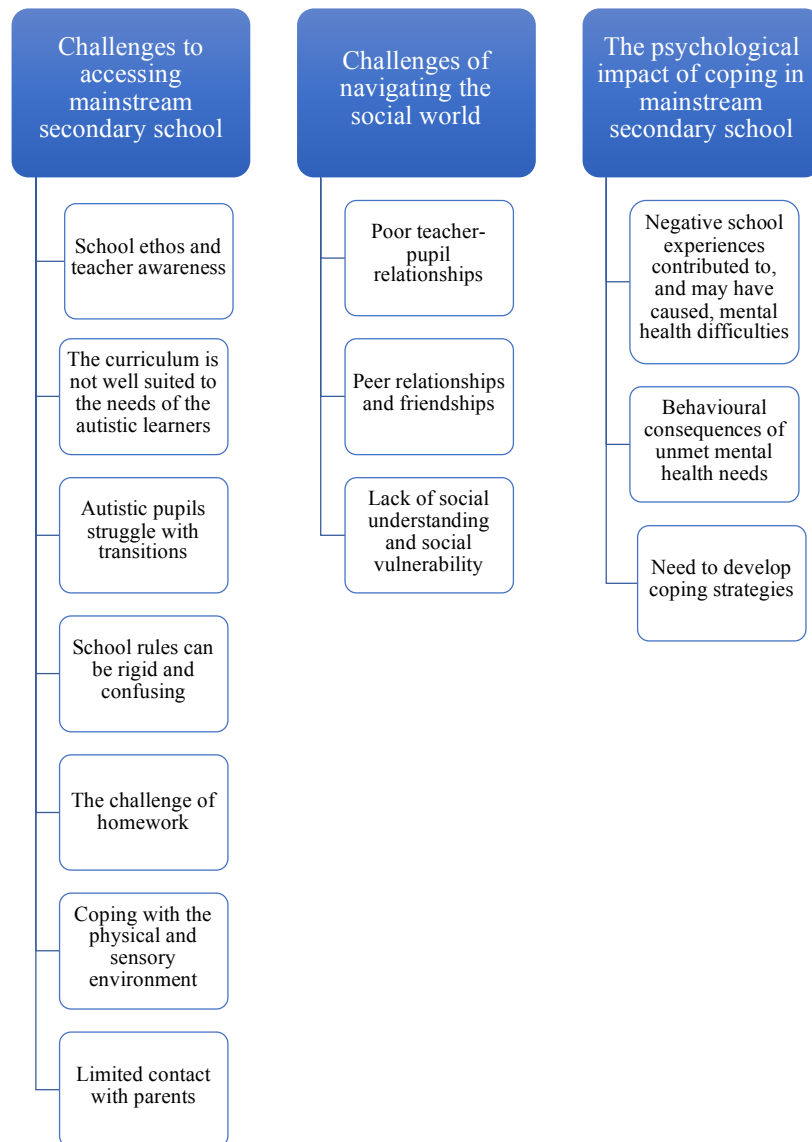 Challenges to
accessing
mainstream
secondary school
School ethos and
teacher awareness
The curriculum is
not well suited to
the needs of the
autistic learners
Autistic pupils
struggle with
transitions
School rules can
be rigid and
confusing
The challenge of
homework
Coping with the
physical and
sensory
environment
Limited contact
with parents
Challenges of
navigating the
social world
Poor teacher-
pupil
relationships
Peer relationships
and friendships
Lack of social
understanding
and social
vulnerability
The psychological
impact of coping in
mainstream
secondary school
Negative school
experiences
contributed to,
and may have
caused, mental
health difficulties
Behavioural
consequences of
unmet mental
health needs
Need to develop
coping strategies